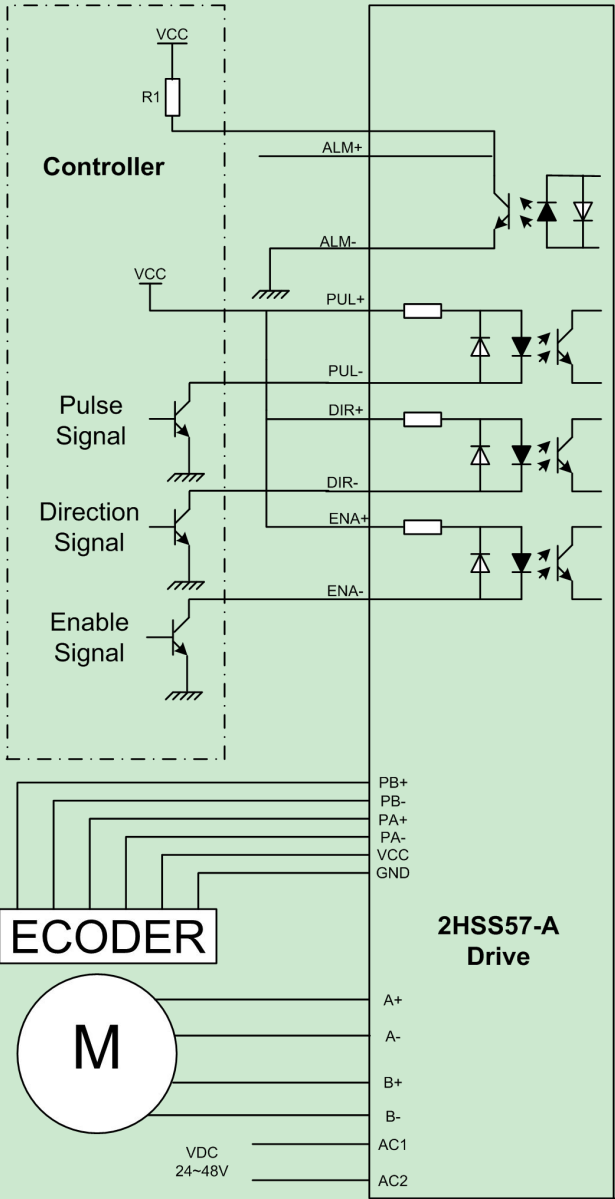 VCC
R1
Controller
ALM+
ALM-
VCC
PUL+
PUL-
Pulse
Signal
DIR+
DIR-
Direction
Signal
ENA+
ENA-
Enable
Signal
PB+
PB-
PA+
PA-
VCC
GND
ECODER
2HSS57-A
Drive
M
A+
A-
B+
B-
VDC
24~48V
AC1
AC2